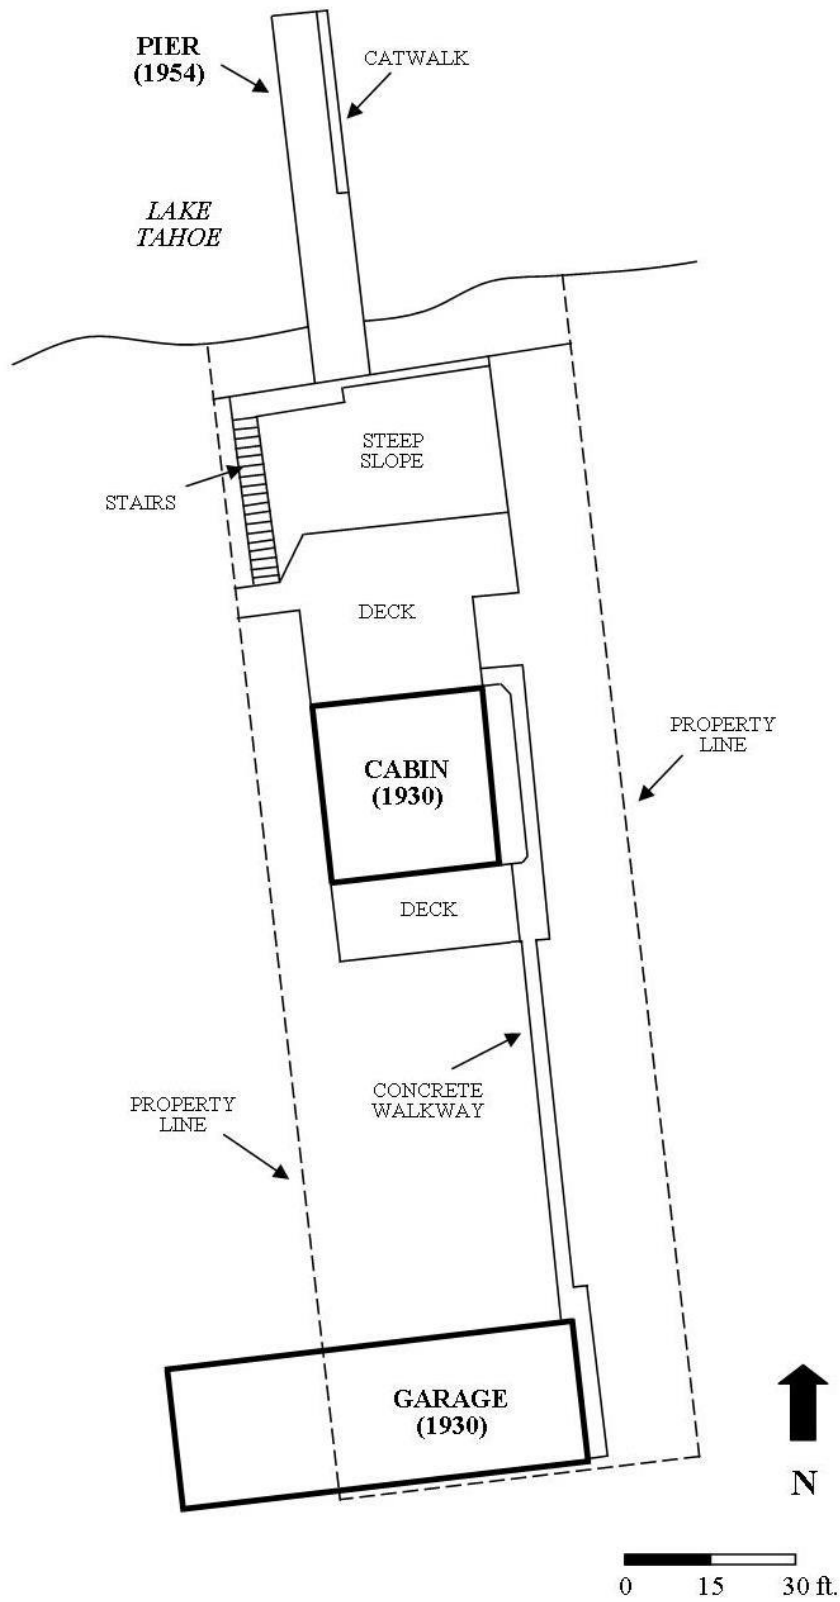 PIER
(1954)
CATWALK
LAKE
TAHOE
STEEP
SLOPE
STAIRS
DECK
PROPERTY
LINE
CABIN
(1930)
DECK
CONCRETE
WALKWAY
PROPERTY
LINE
GARAGE
(1930)
N
0 15 30 ft.